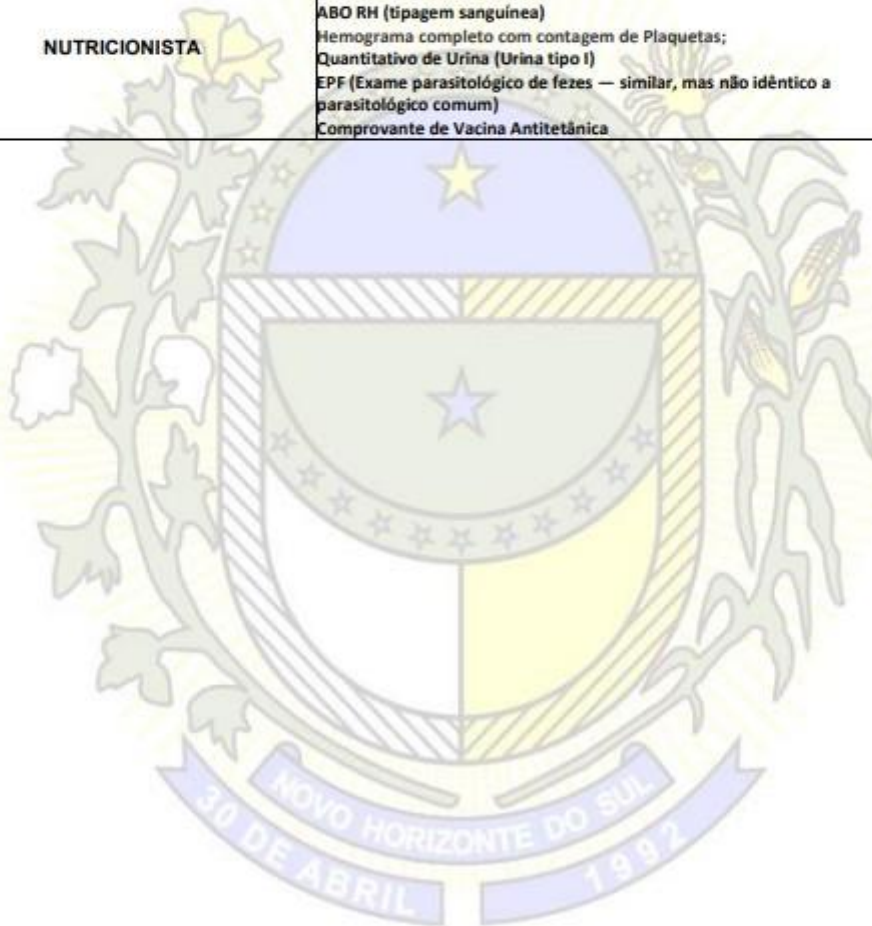 ABO RH (tipagem sanguínea)
NUTRICIONISTA
Hemograma completo com contagem de Plaquetas;
Quantitativo de Urina (Urina tipo I)
EPF (Exame parasitológico de fezes — similar, mas não idêntico a
parasitológico comum)
Comprovante de Vacina Antitetânica
NOVO HORIZONTE DO SUL
30 DE ABRIL 1992